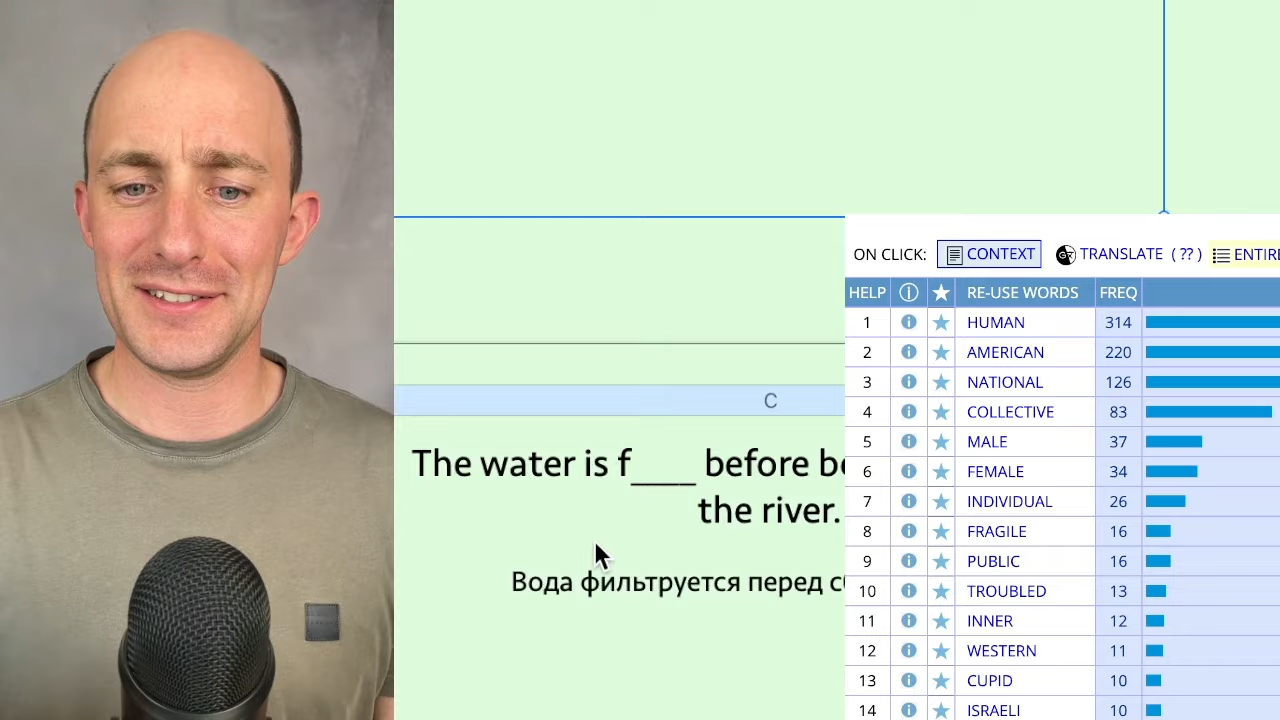 ON CLICK: CONTEXT TRANSLATE ( ?? )
HELP RE-USE WORDS FREQ
1 HUMAN 314
2 AMERICAN 220
3 NATIONAL 126
4 COLLECTIVE 83
5 MALE 37
6 FEMALE 34
7 INDIVIDUAL 26
8 FRAGILE 16
9 PUBLIC 16
10 TROUBLED 13
11 INNER 12
12 WESTERN 11
13 CUPID 10
14 ISRAELI 10
C
The water is f____ before
the river.
Вода фильтруется перед